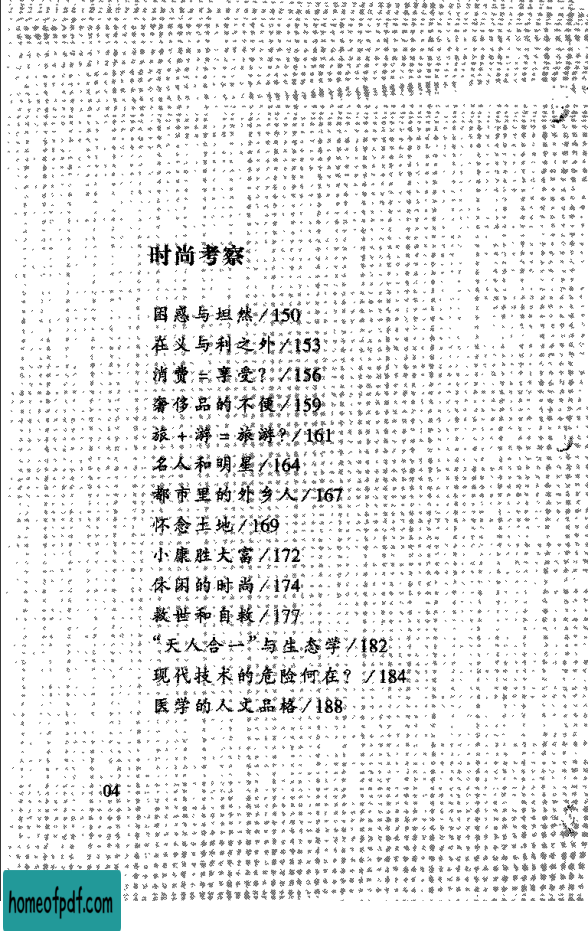 时尚考察
困惑与坦然/150
在义与利之外/153
消费=享受?/156
奢侈品的不便/159
旅+游=旅游?/161
名人和明星/164
都市里的外乡人/167
怀念土地/169
小康胜大富/172
休闲的时尚/174
救世和自救/177
“天人合一”与生态学/182
现代技术的危险何在?/184
医学的人文品格/188
04
homeofpdf.com